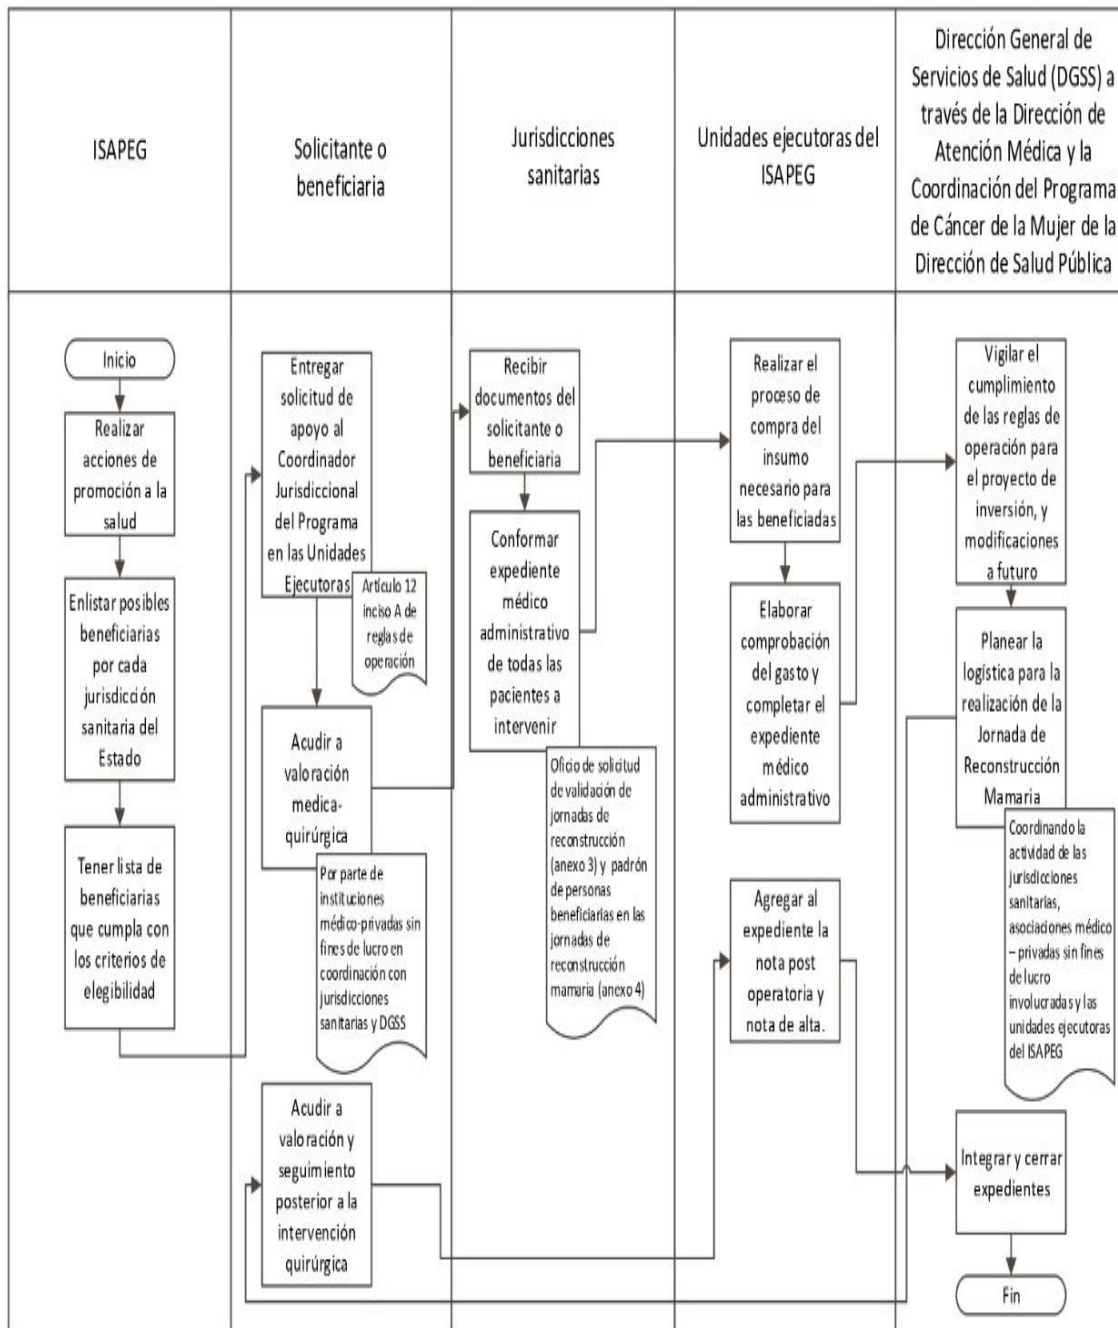 ISAPEG
Solicitante o
beneficiaria
Jurisdicciones
sanitarias
Unidades ejecutoras del
ISAPEG
Dirección General de
Servicios de Salud (DGSS) a
través de la Dirección de
Atención Médica y la
Coordinación del Programa
de Cáncer de la Mujer de la
Dirección de Salud Pública
Inicio
Realizar
acciones de
promoción a la
salud
Enlistar posibles
beneficiarias
por cada
jurisdicción
sanitaria del
Estado
Tener lista de
beneficiarias
que cumpla con
los criterios de
elegibilidad
Entregar
solicitud de
apoyo al
Coordinador
Jurisdiccional
del Programa
en las Unidades
Ejecutoras
Artículo 12
inciso A de
reglas de
operación
Acudir a
valoración
medica-
quirúrgica
Por parte de
instituciones
médico-privadas sin
fines de lucro en
coordinación con
jurisdicciones
sanitarias y DGSS
Acudir a
valoración y
seguimiento
posterior a la
intervención
quirúrgica
Recibir
documentos del
solicitante o
beneficiaria
Conformar
expediente
médico
administrativo
de todas las
pacientes a
intervenir
Oficio de solicitud
de validación de
jornadas de
reconstrucción
(anexo 3) y padrón
de personas
beneficiarias en las
jornadas de
reconstrucción
mamaria (anexo 4)
Realizar el
proceso de
compra del
insumo
necesario para
las beneficiadas
Elaborar
comprobación
del gasto y
completar el
expediente
médico
administrativo
Agregar al
expediente la
nota post
operatoria y
nota de alta.
Vigilar el
cumplimiento
de las reglas de
operación para
el proyecto de
inversión, y
modificaciones
a futuro
Planear la
logística para la
realización de la
Jornada de
Reconstrucción
Mamaria
Coordinando la
actividad de las
jurisdicciones
sanitarias,
asociaciones médico
– privadas sin fines
de lucro
involucradas y las
unidades ejecutoras
del ISAPEG
Integrar y cerrar
expedientes
Fin